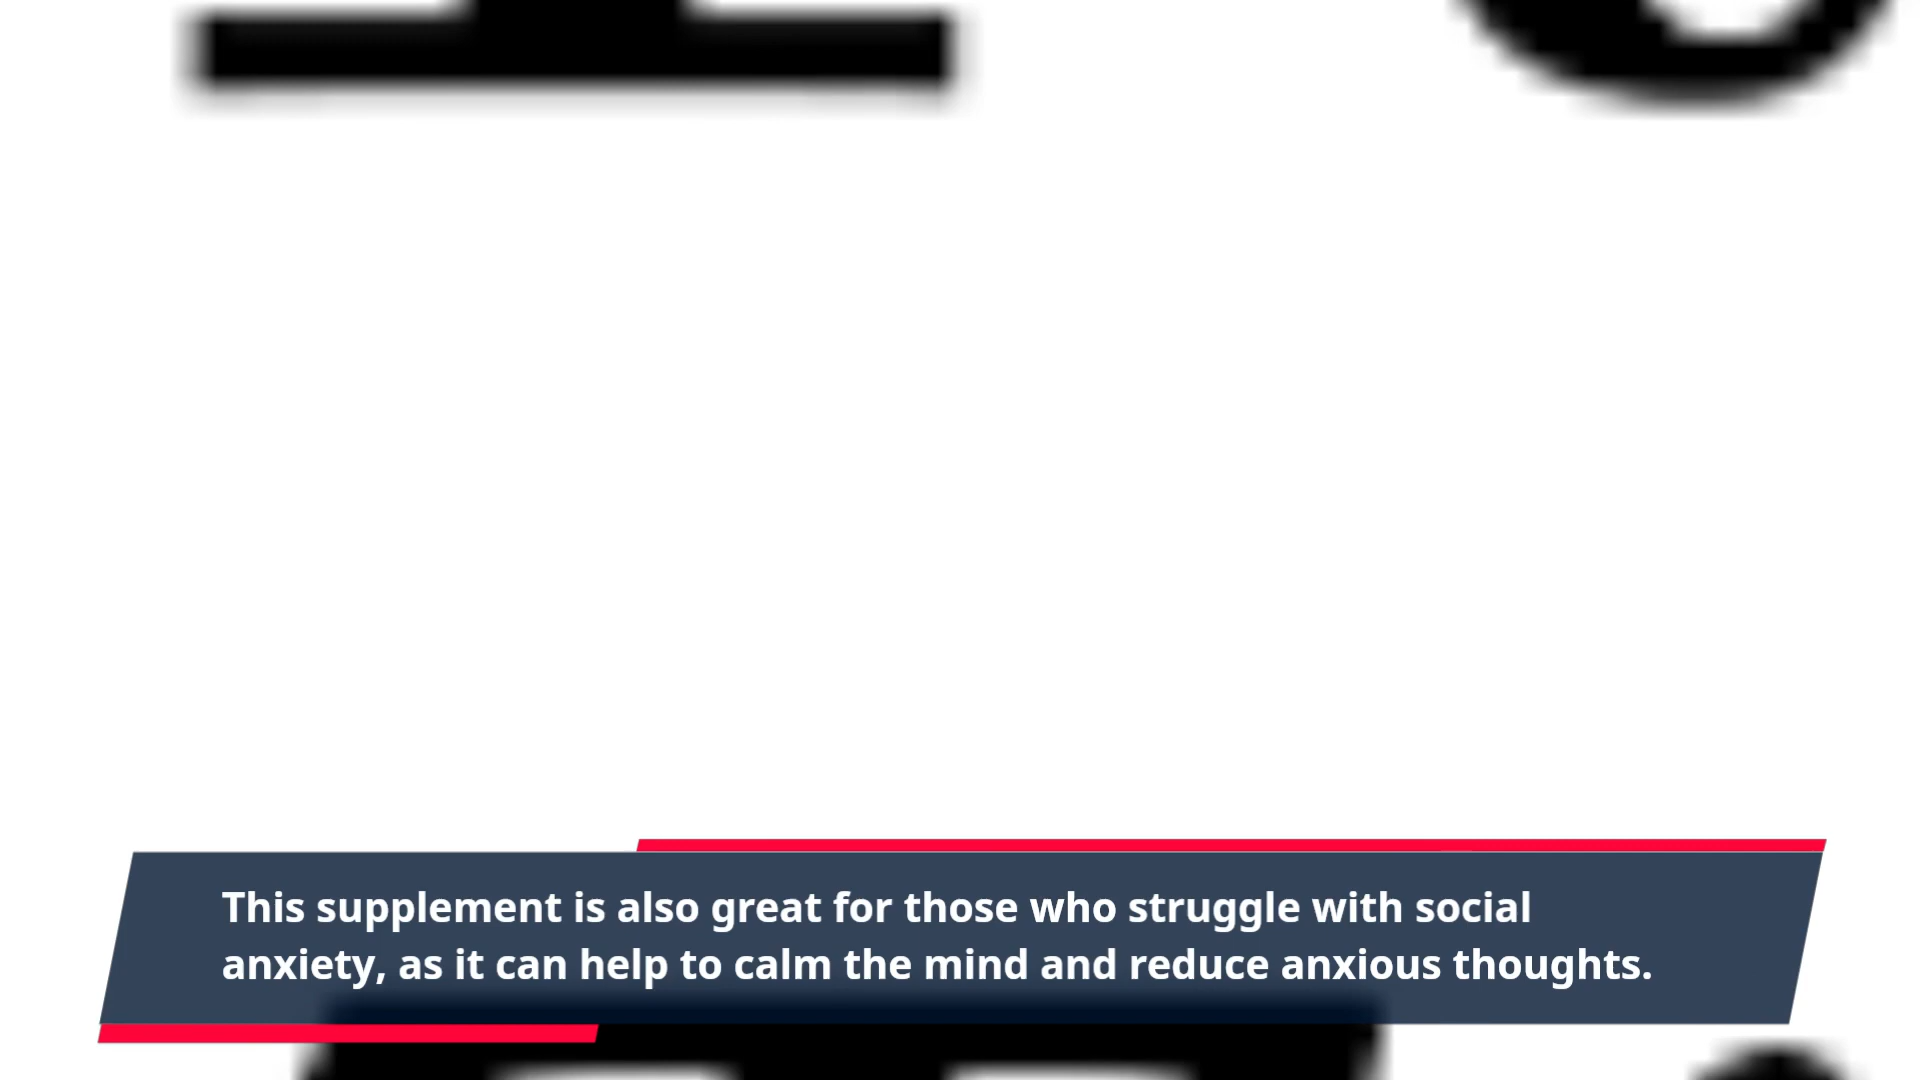 This supplement is also great for those who struggle with social
anxiety, as it can help to calm the mind and reduce anxious thoughts.